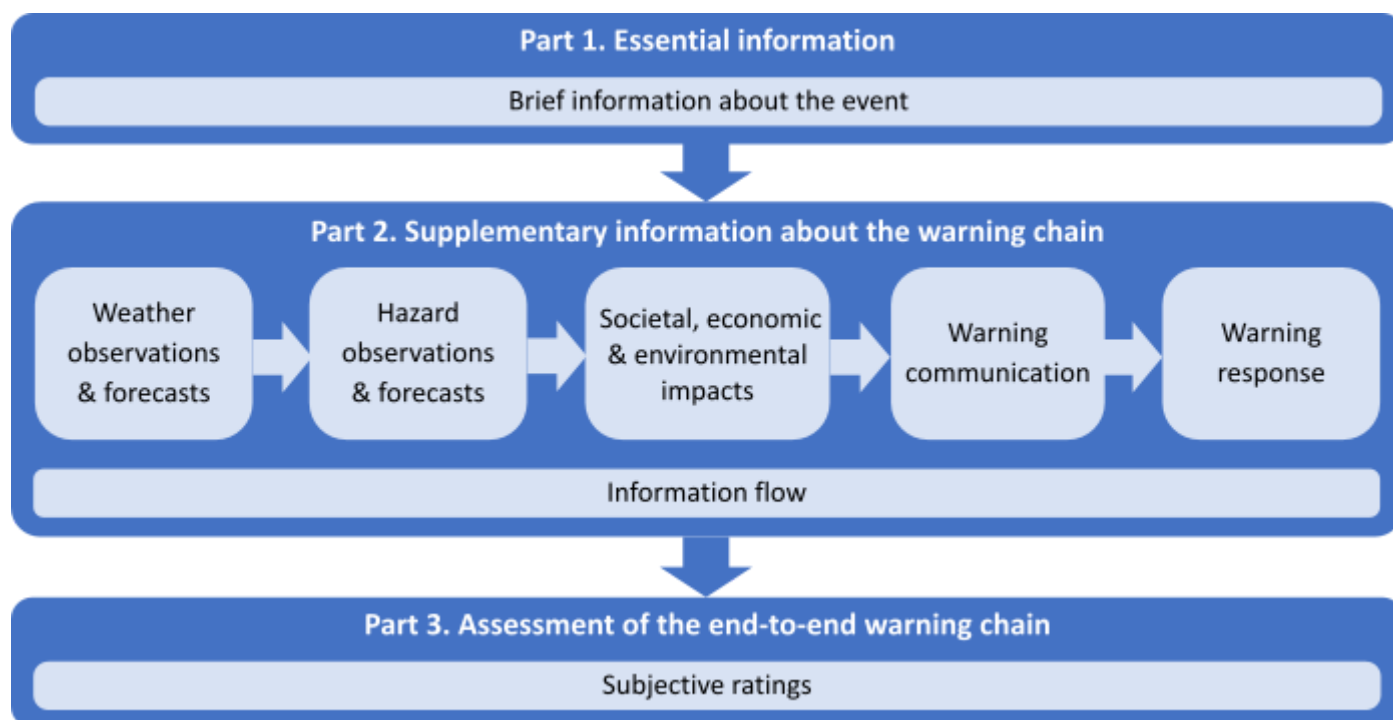 Part 1. Essential information
Brief information about the event
Part 2. Supplementary information about the warning chain
Weather
observations
& forecasts
Hazard
observations
& forecasts
Societal, economic
& environmental
impacts
Warning
communication
Warning
response
Information flow
Part 3. Assessment of the end-to-end warning chain
Subjective ratings